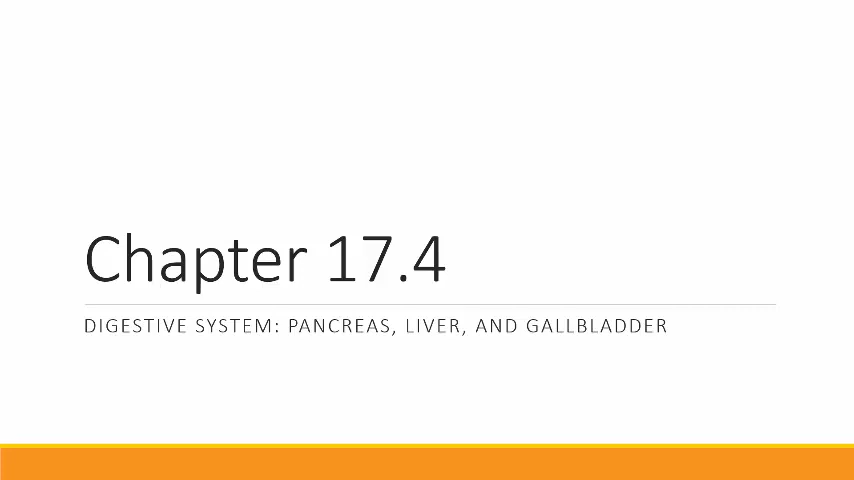 Chapter 17.4
DIGESTIVE SYSTEM: PANCREAS, LIVER, AND GALLBLADDER